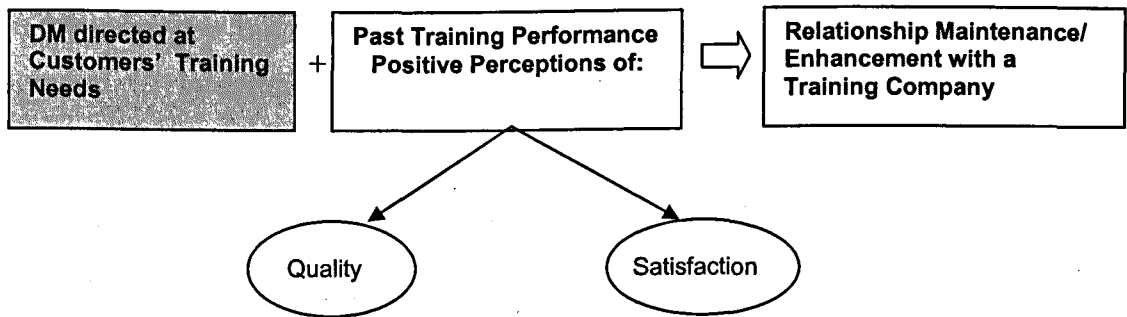 DM directed at
Customers' Training
Needs
+
Past Training Performance
Positive Perceptions of:
Relationship Maintenance/
Enhancement with a
Training Company
Quality
Satisfaction